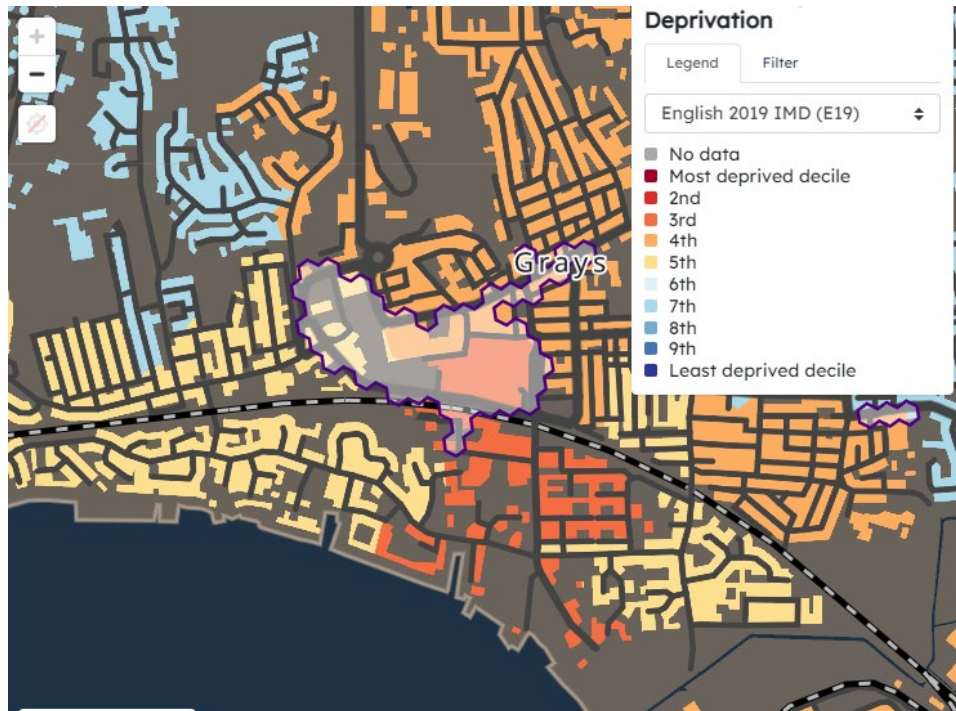 Deprivation
Legend
Filter
English 2019 IMD (E19)
No data
Most deprived decile
2nd
3rd
4th
5th
6th
7th
8th
9th
Least deprived decile
Grays